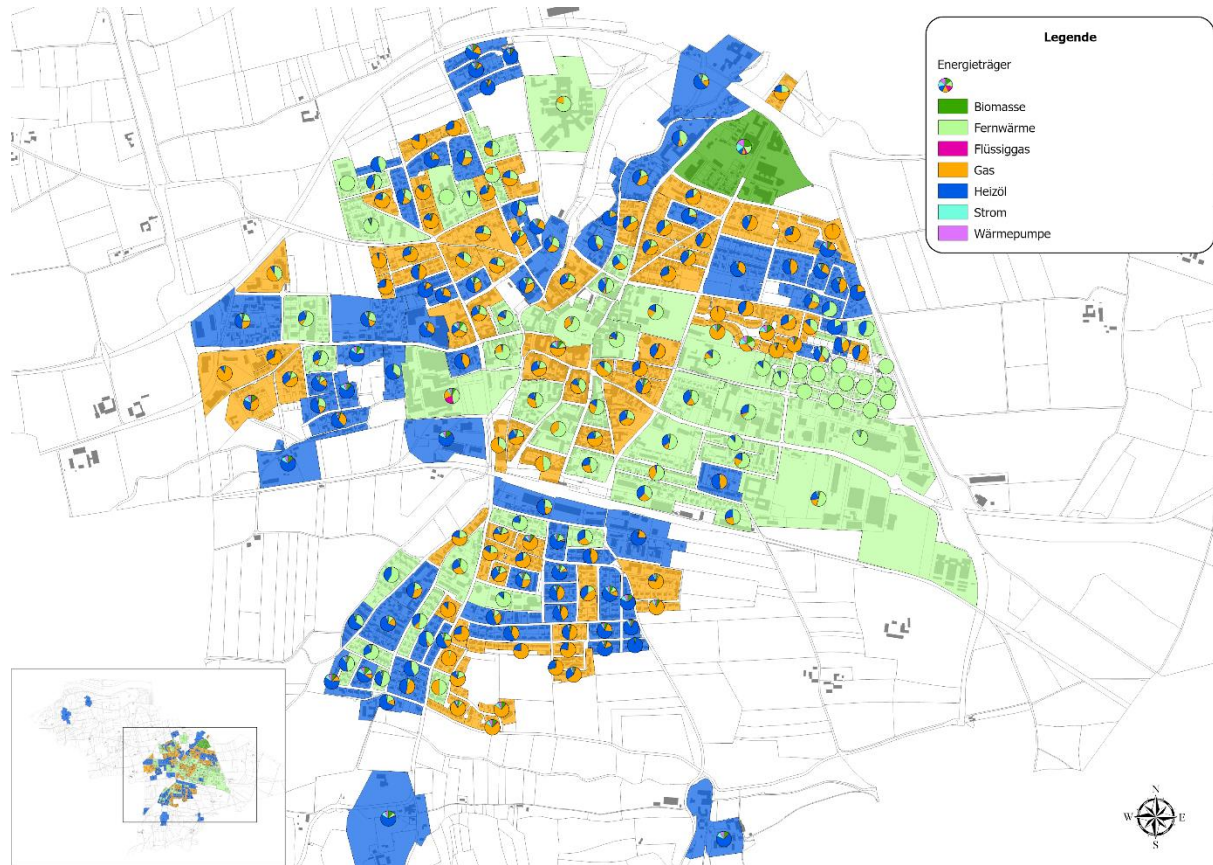 Legende
Energieträger
Biomasse
Fernwärme
Flüssiggas
Gas
Heizöl
Strom
Wärmepumpe
N
W E
S